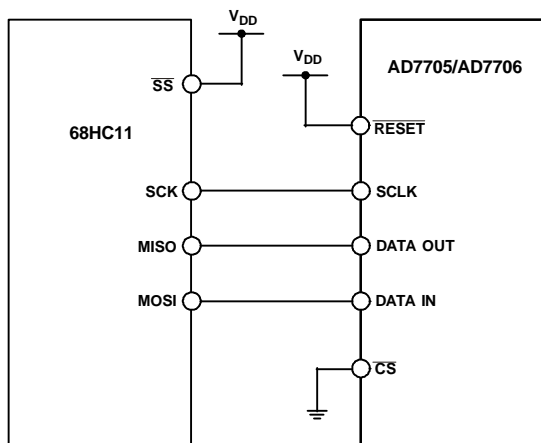 V_DD
V_DD
AD7705/AD7706
SS
68HC11
RESET
SCK
SCLK
MISO
DATA OUT
MOSI
DATA IN
CS